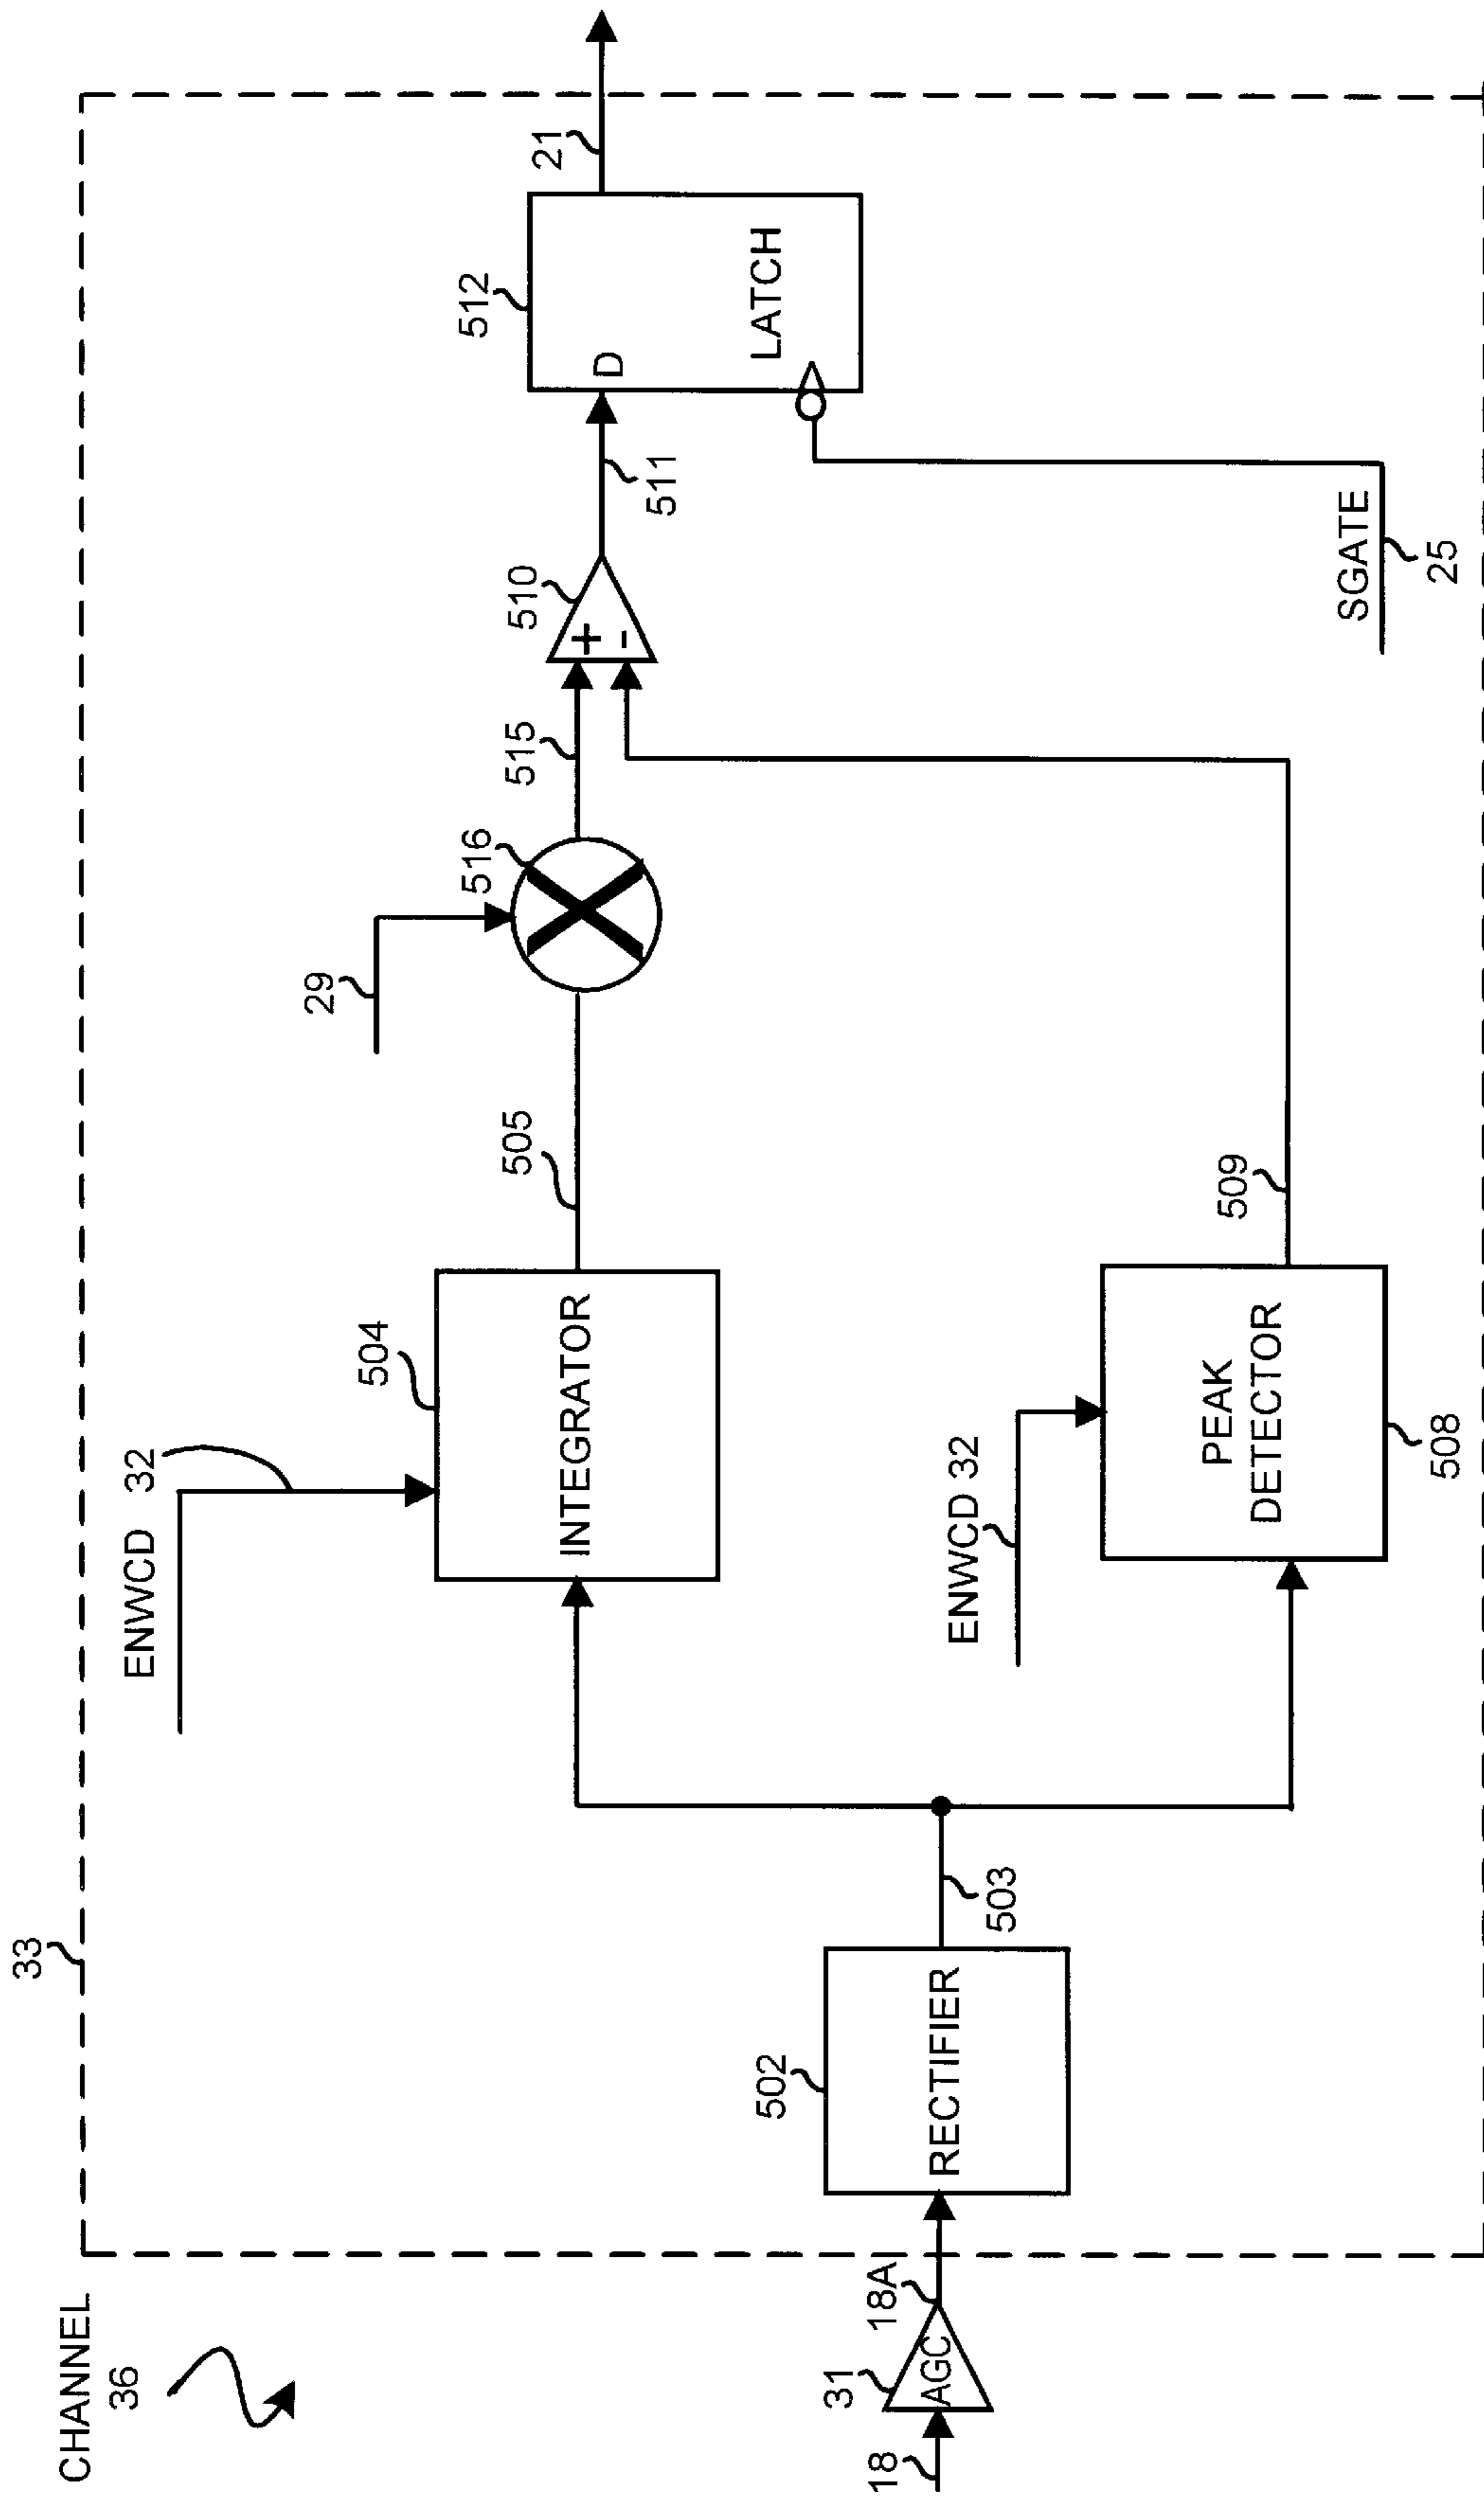 CHANNEL
36
33
18
31
AGC
18A
502
RECTIFIER
503
ENWCD 32
504
INTEGRATOR
505
29
516
515
510
+
-
511
512
D
LATCH
21
ENWCD 32
PEAK
DETECTOR
508
509
SGATE
25